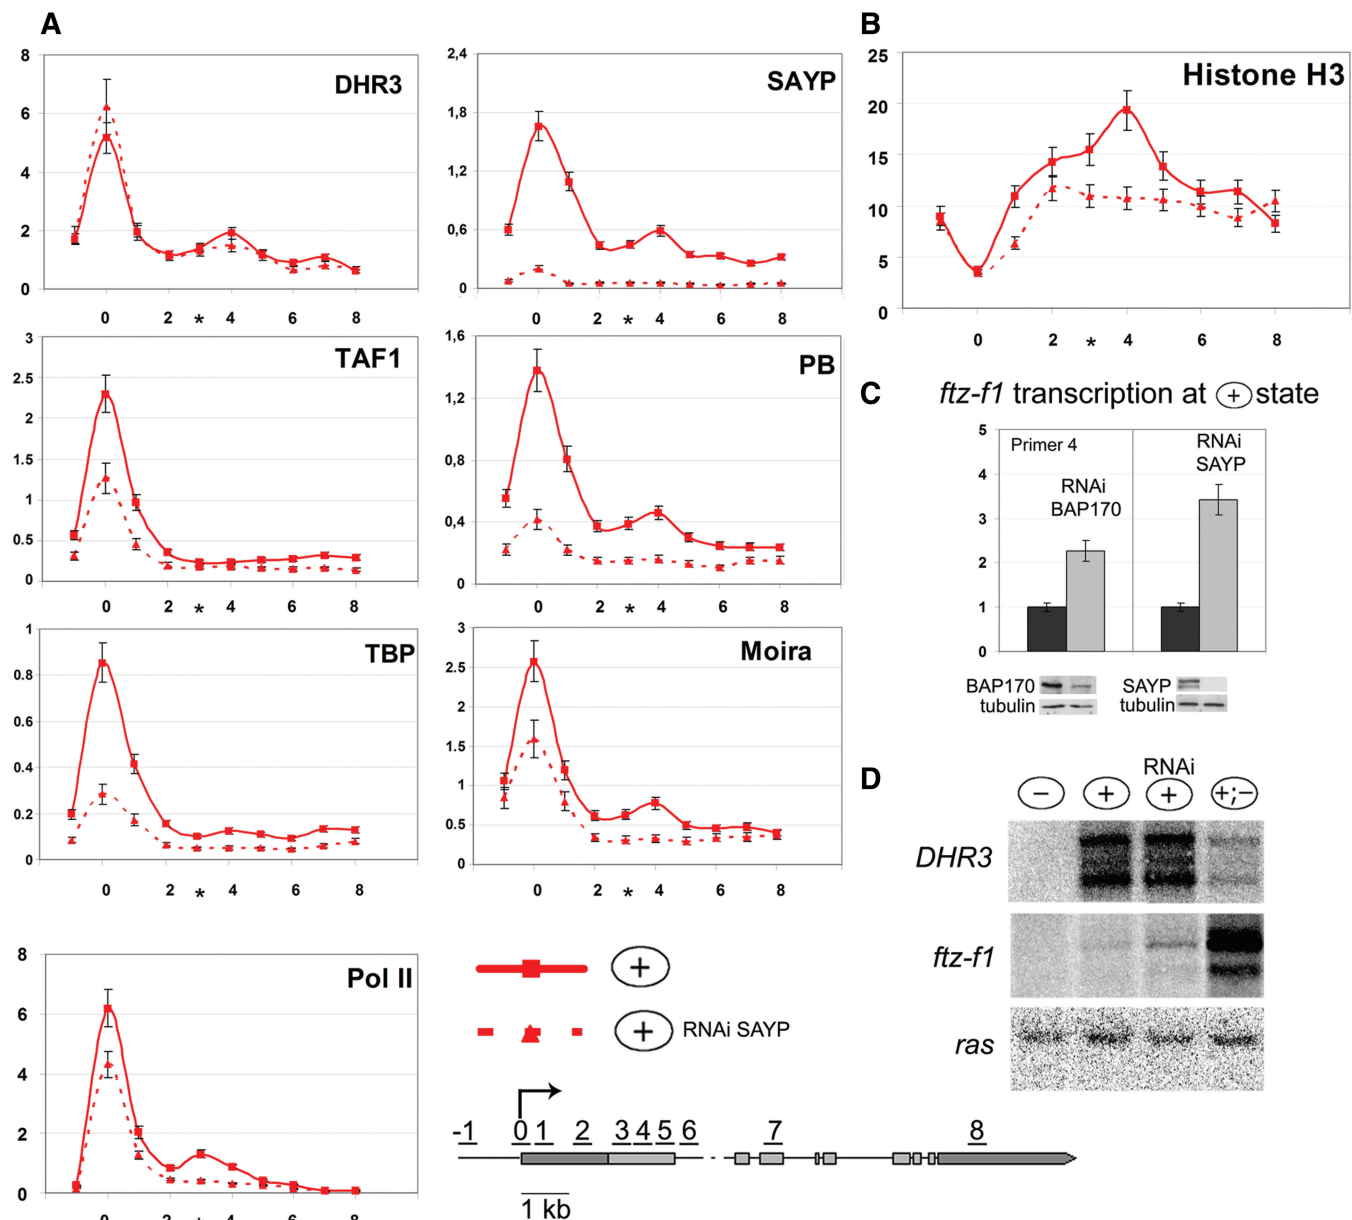 A
B
DHR3
8
6
4
2
0
0 2 * 4 6 8
SAYP
2,4
1,8
1,2
0,6
0
0 2 * 4 6 8
Histone H3
25
20
15
10
5
0
0 2 * 4 6 8
TAF1
3
2.5
2
1.5
1
0.5
0
0 2 * 4 6 8
PB
1,6
1,2
0,8
0,4
0
0 2 * 4 6 8
C
ftz-f1 transcription at + state
5
4
3
2
1
0
Primer 4
RNAi
BAP170
RNAi
SAYP
BAP170
tubulin
SAYP
tubulin
TBP
1
0.8
0.6
0.4
0.2
0
0 2 * 4 6 8
Moira
3
2.5
2
1.5
1
0.5
0
0 2 * 4 6 8
D
RNAi
− + + +;−
DHR3
ftz-f1
ras
Pol II
8
6
4
2
0
0 2 * 4 6 8
+
+ RNAi SAYP
-1 0 1 2 3 4 5 6 7 8
1 kb